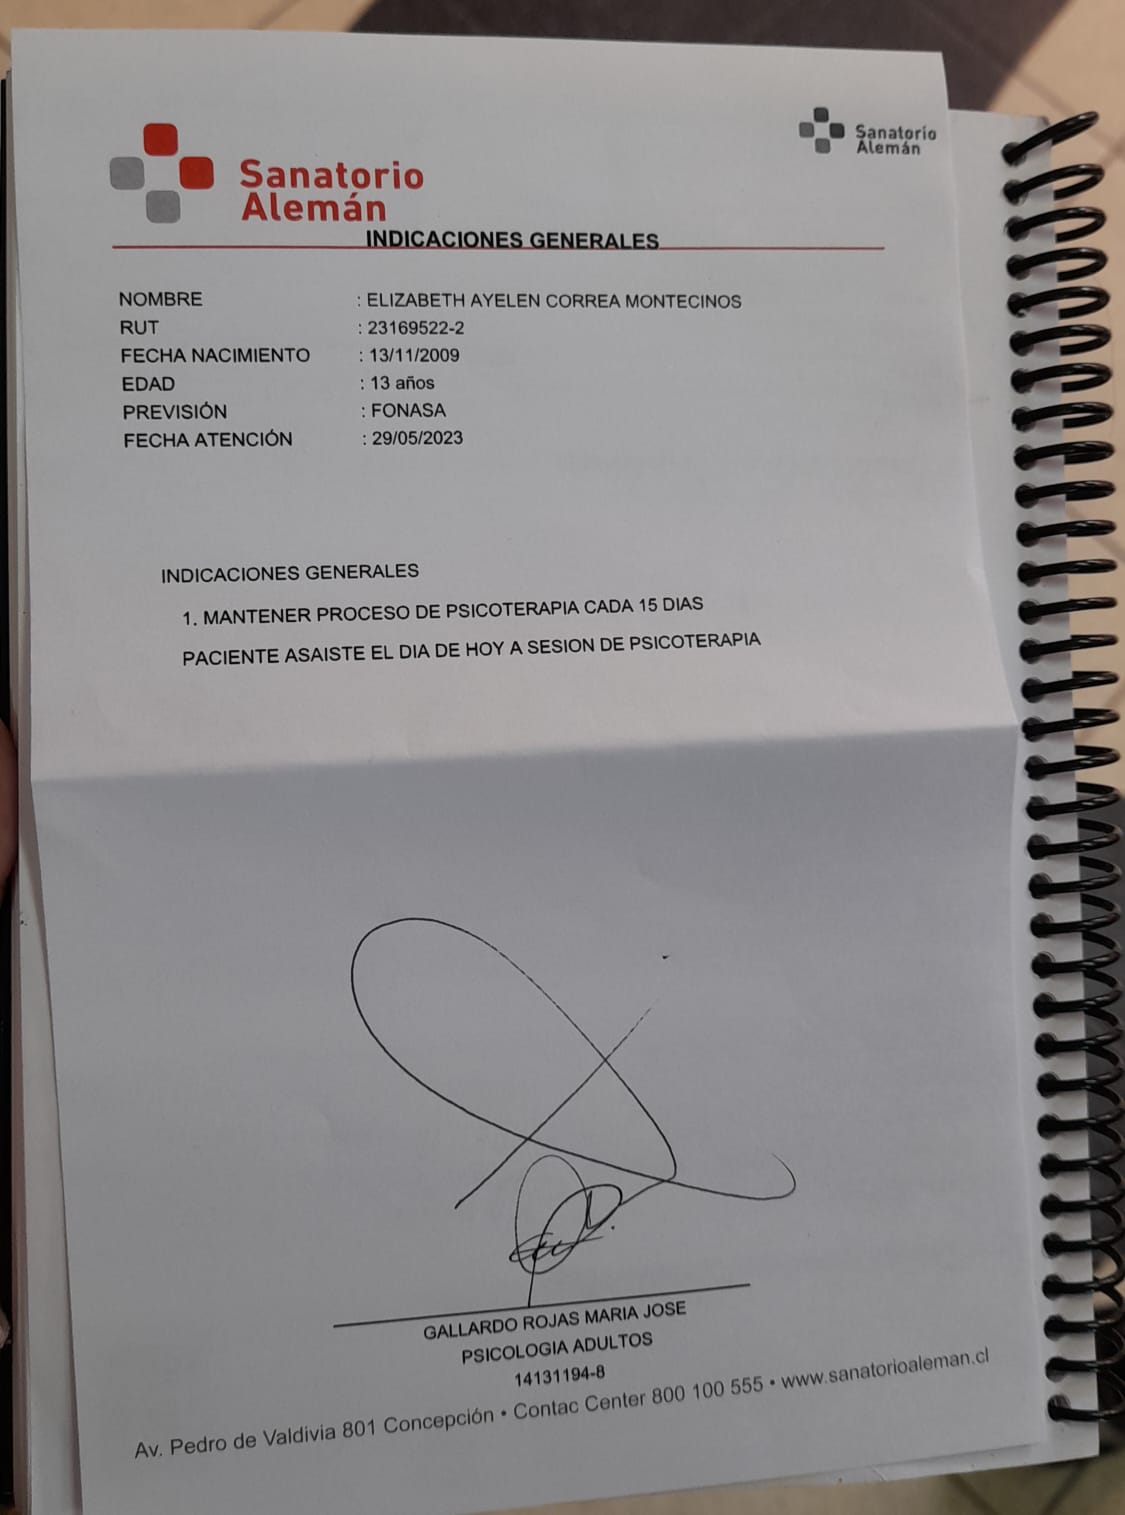 Sanatorio
Alemán
Sanatorio
Alemán
INDICACIONES GENERALES
NOMBRE : ELIZABETH AYELEN CORREA MONTECINOS
RUT : 23169522-2
FECHA NACIMIENTO : 13/11/2009
EDAD : 13 años
PREVISIÓN : FONASA
FECHA ATENCIÓN : 29/05/2023
INDICACIONES GENERALES
1. MANTENER PROCESO DE PSICOTERAPIA CADA 15 DIAS
PACIENTE ASAISTE EL DIA DE HOY A SESION DE PSICOTERAPIA
GALLARDO ROJAS MARIA JOSE
PSICOLOGIA ADULTOS
14131194-8
Av. Pedro de Valdivia 801 Concepción • Contac Center 800 100 555 • www.sanatorioaleman.cl